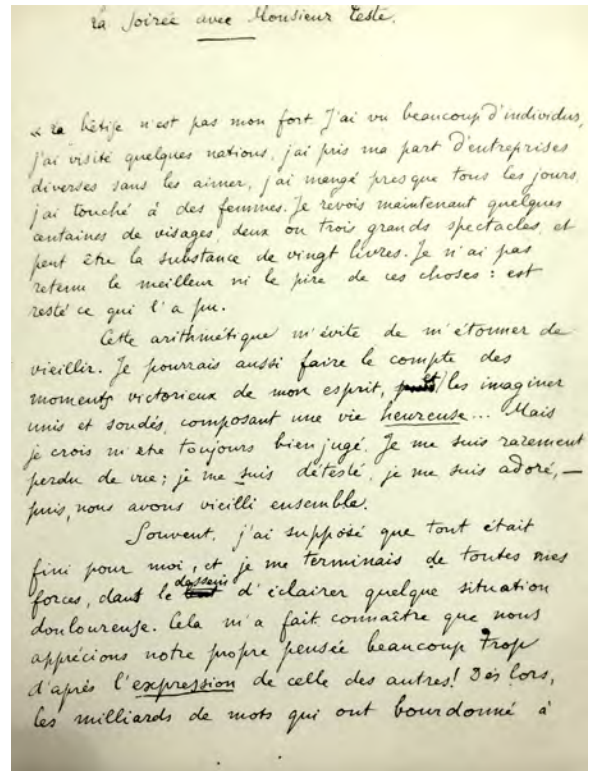 La Soirée avec Monsieur Teste.
« La bêtise n'est pas mon fort. J'ai vu beaucoup d'individus,
j'ai visité quelques nations, j'ai pris ma part d'entreprises
diverses sans les aimer, j'ai mangé presque tous les jours,
j'ai touché à des femmes. Je revois maintenant quelques
centaines de visages, deux ou trois grands spectacles, et
peut être la substance de vingt livres. Je n'ai pas
retenu le meilleur ni le pire de ces choses : est
resté ce qui l'a pu.
Cette arithmétique m'évite de m'étonner de
vieillir. Je pourrais aussi faire le compte des
moments victorieux de mon esprit, et les imaginer
unis et soudés, composant une vie heureuse... Mais
je crois m'etre toujours bien jugé. Je me suis rarement
perdu de vue ; je me suis détesté, je me suis adoré, —
puis, nous avons vieilli ensemble.
Souvent, j'ai supposé que tout était
fini pour moi, et je me terminais de toutes mes
forces, dans le dessein d'éclairer quelque situation
douloureuse. Cela m'a fait connaître que nous
apprécions notre propre pensée beaucoup trop
d'après l'expression de celle des autres ! Dès lors,
les milliards de mots qui ont bourdonné à